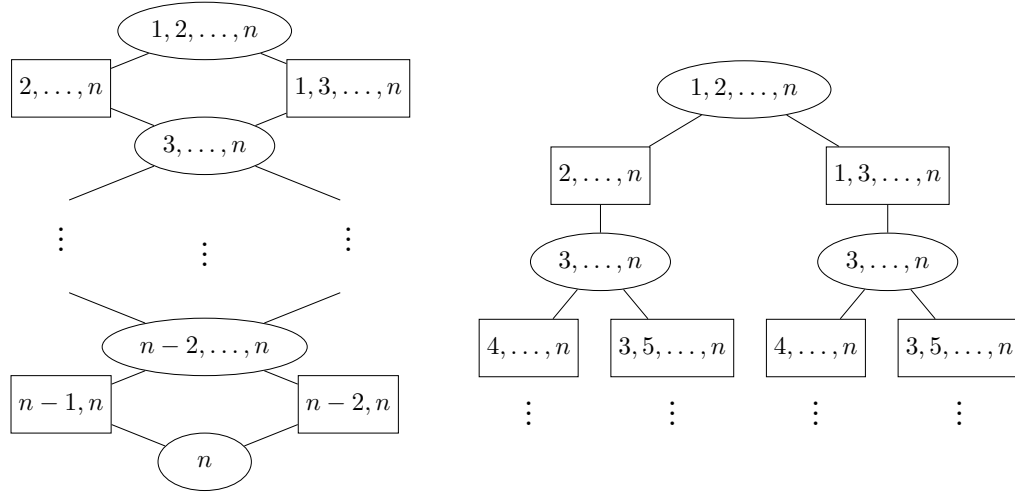 1, 2, . . . , n
2, . . . , n
1, 3, . . . , n
3, . . . , n
⋮
⋮
⋮
n − 2, . . . , n
n − 1, n
n − 2, n
n
1, 2, . . . , n
2, . . . , n
1, 3, . . . , n
3, . . . , n
3, . . . , n
4, . . . , n
3, 5, . . . , n
4, . . . , n
3, 5, . . . , n
⋮
⋮
⋮
⋮